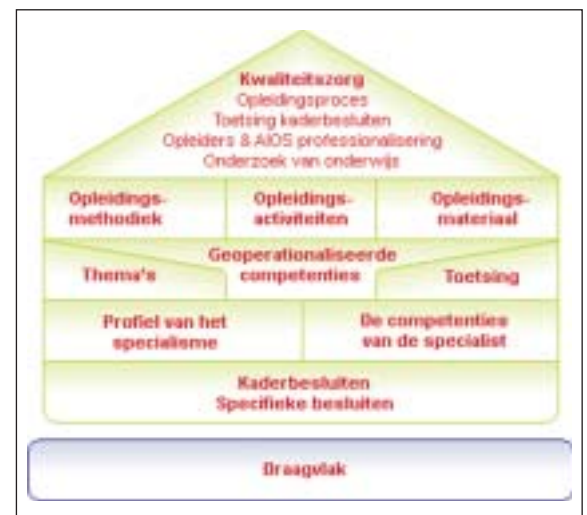 Kwaliteitszorg
Opleidingsproces
Toetsing kaderbesluiten
Opleiders & AIOS professionalisering
Onderzoek van onderwijs
Opleidings-
methodiek
Opleidings-
activiteiten
Opleidings-
materiaal
Thema's
Geoperationaliseerde
competenties
Toetsing
Profiel van het
specialisme
De competenties
van de specialist
Kaderbesluiten
Specifieke besluiten
Draagvlak